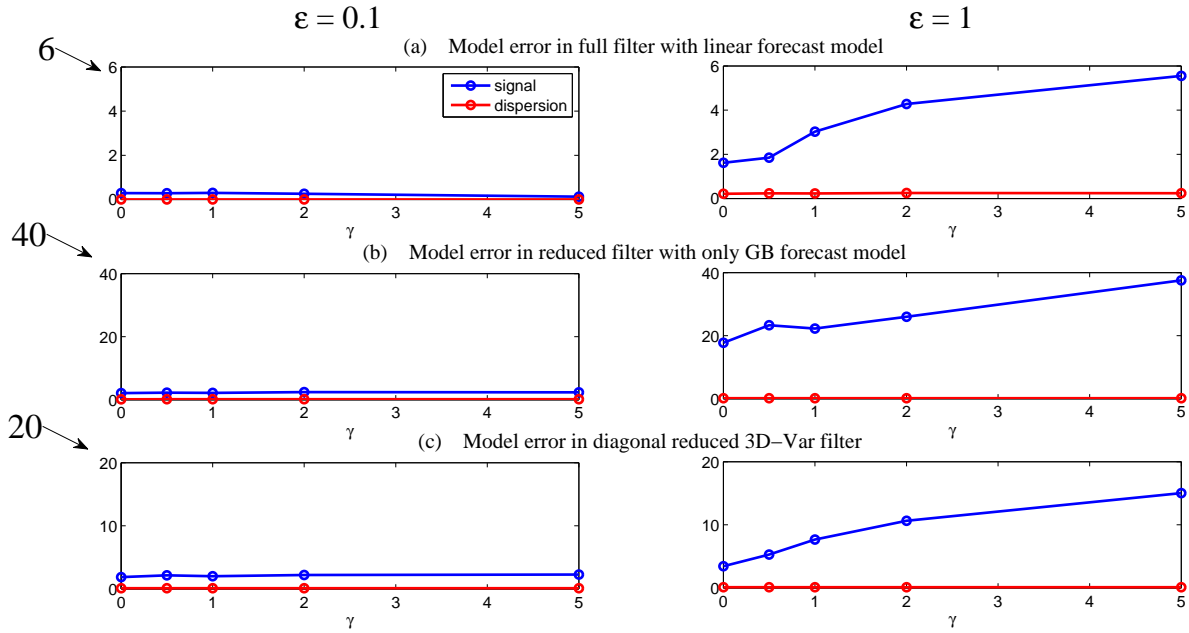 ε = 0.1
ε = 1
(a) Model error in full filter with linear forecast model
6
6
4
2
0
0 1 2 3 4 5
γ
signal
dispersion
6
4
2
0
0 1 2 3 4 5
γ
(b) Model error in reduced filter with only GB forecast model
40
40
20
0
0 1 2 3 4 5
γ
40
20
0
0 1 2 3 4 5
γ
(c) Model error in diagonal reduced 3D−Var filter
20
20
10
0
0 1 2 3 4 5
γ
20
10
0
0 1 2 3 4 5
γ